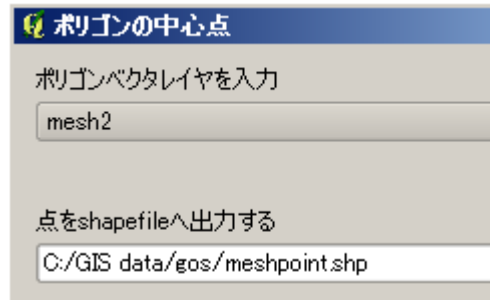 ポリゴンの中心点
ポリゴンベクタレイヤを入力
mesh2
点をshapefileへ出力する
C:/GIS data/gos/meshpoint.shp